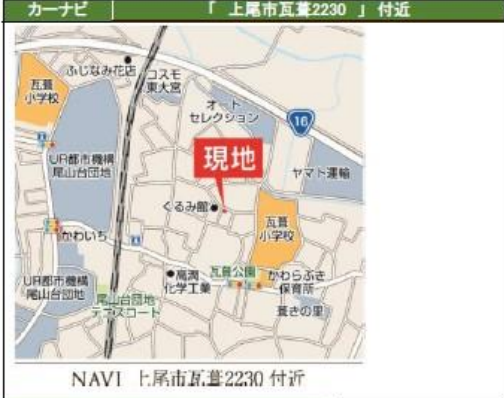 カーナビ 「 上尾市瓦葺2230 」 付近
ふじなみ花店
コスモ
東大宮
瓦葺
小学校
オート
セレクション
16
現地
ヤマト運輸
UR都市機構
尾山台団地
くるみ館
瓦葺
小学校
かわいち
瓦葺公園
高潤
化学工業
かわらぶき
保育所
UR都市機構
尾山台団地
尾山台団地
テニスコート
葺きの里
NAVI 上尾市瓦葺2230 付近